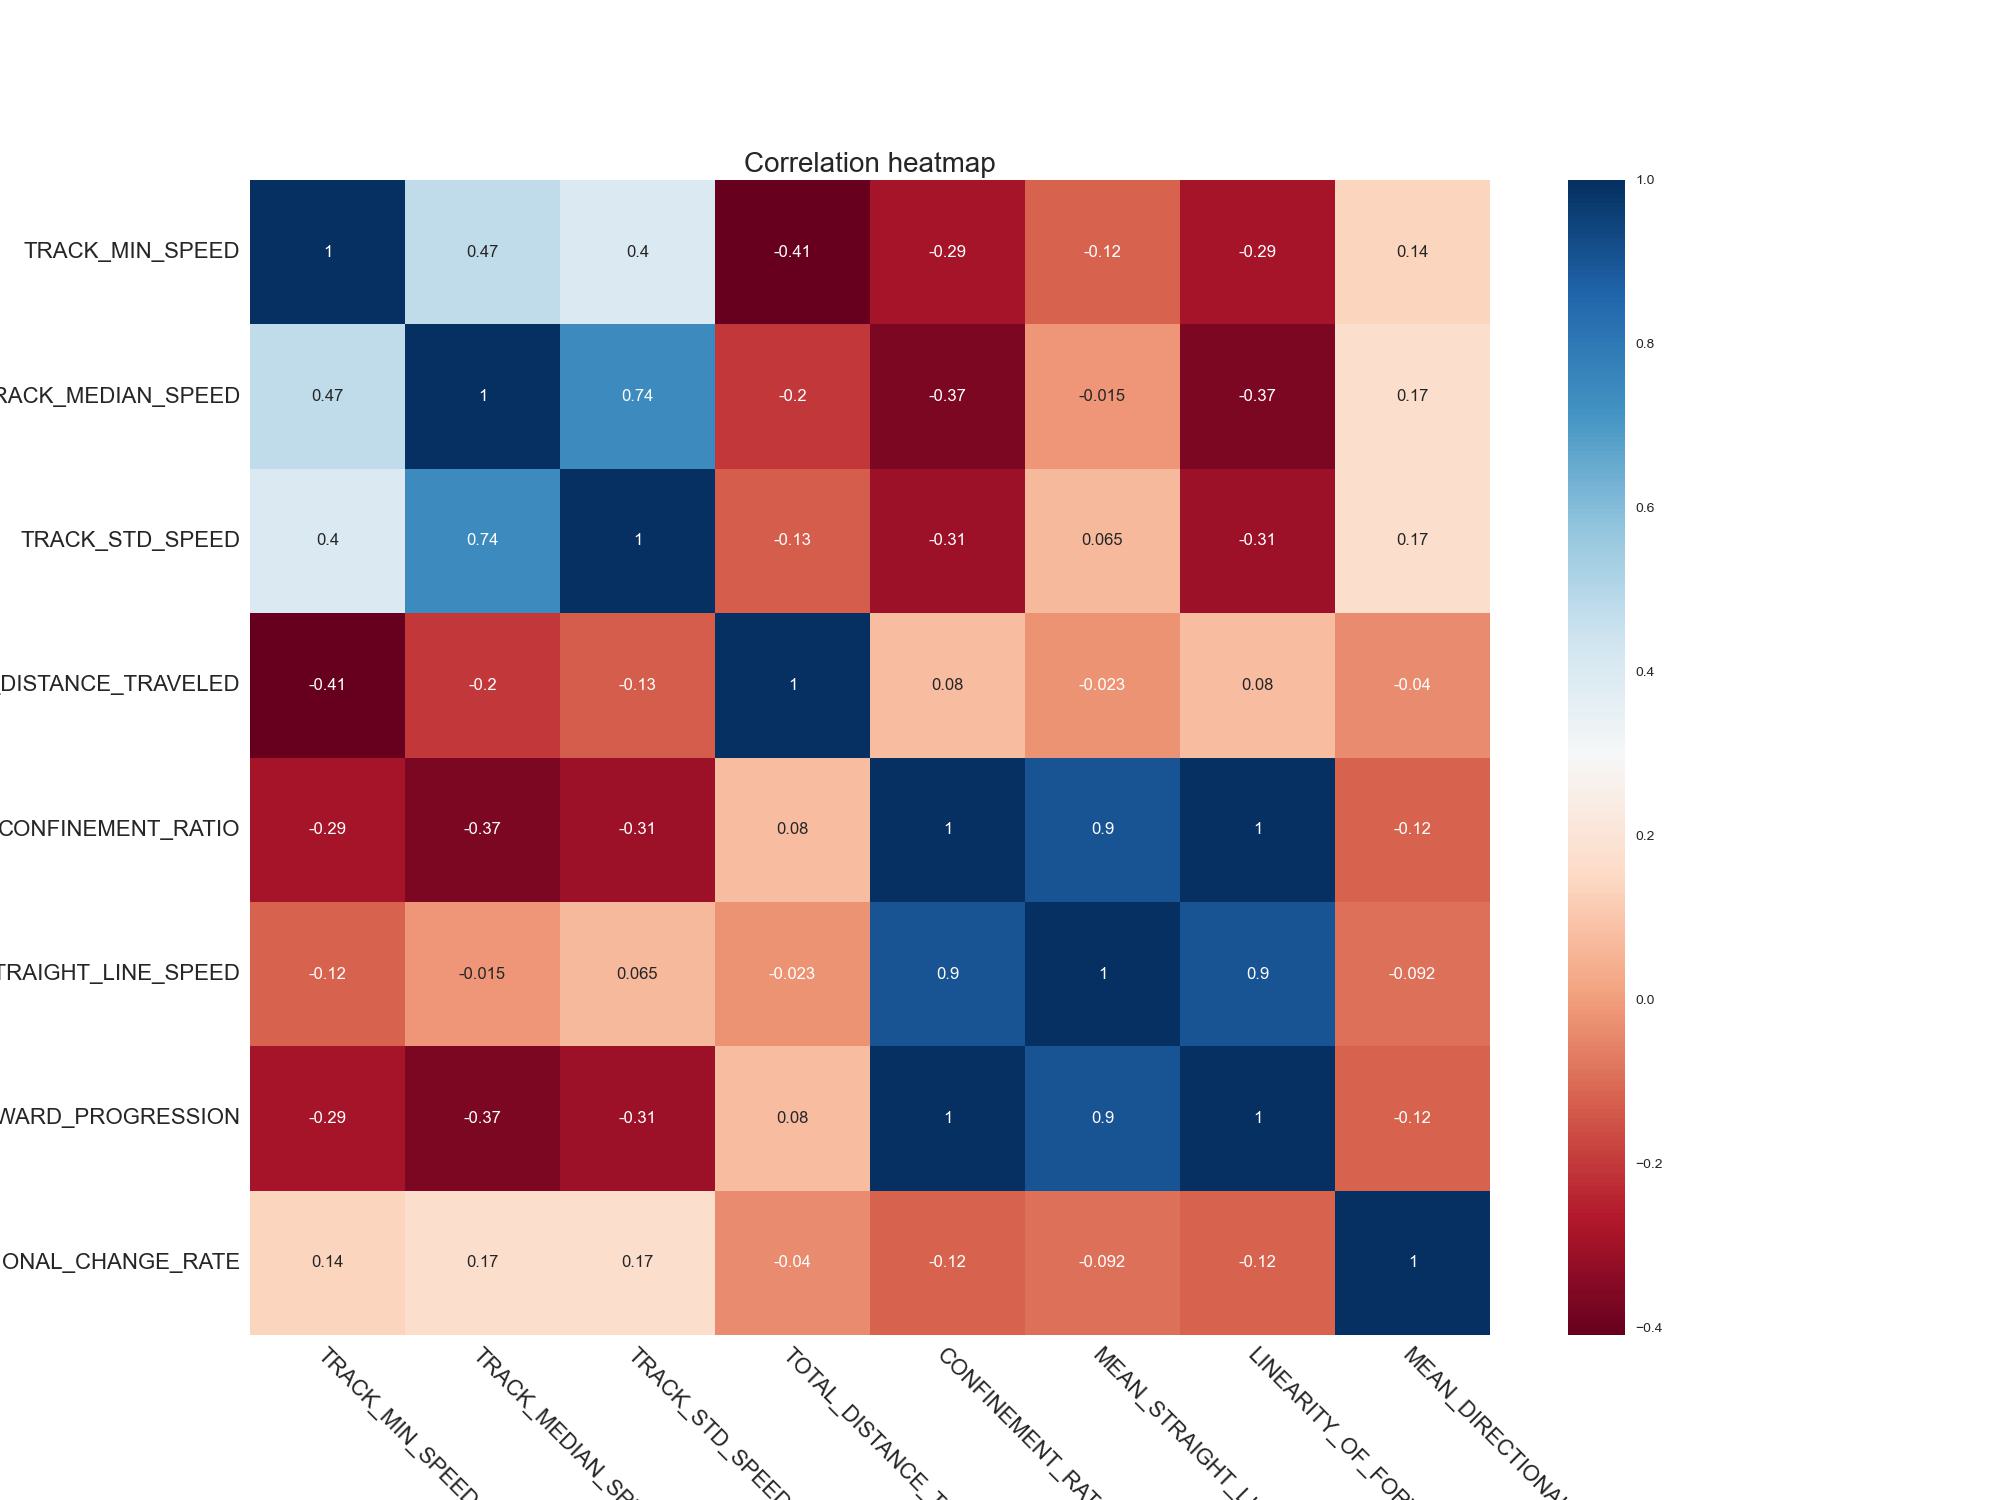 Correlation heatmap
TRACK_MIN_SPEED 1 0.47 0.4 -0.41 -0.29 -0.12 -0.29 0.14
RACK_MEDIAN_SPEED 0.47 1 0.74 -0.2 -0.37 -0.015 -0.37 0.17
TRACK_STD_SPEED 0.4 0.74 1 -0.13 -0.31 0.065 -0.31 0.17
_DISTANCE_TRAVELED -0.41 -0.2 -0.13 1 0.08 -0.023 0.08 -0.04
CONFINEMENT_RATIO -0.29 -0.37 -0.31 0.08 1 0.9 1 -0.12
TRAIGHT_LINE_SPEED -0.12 -0.015 0.065 -0.023 0.9 1 0.9 -0.092
WARD_PROGRESSION -0.29 -0.37 -0.31 0.08 1 0.9 1 -0.12
ONAL_CHANGE_RATE 0.14 0.17 0.17 -0.04 -0.12 -0.092 -0.12 1
TRACK_MIN_SPEED
TRACK_MEDIAN_SP
TRACK_STD_SPEED
TOTAL_DISTANCE_T
CONFINEMENT_RAT
MEAN_STRAIGHT_LI
LINEARITY_OF_FOR
MEAN_DIRECTIONA
1.0
0.8
0.6
0.4
0.2
0.0
−0.2
−0.4